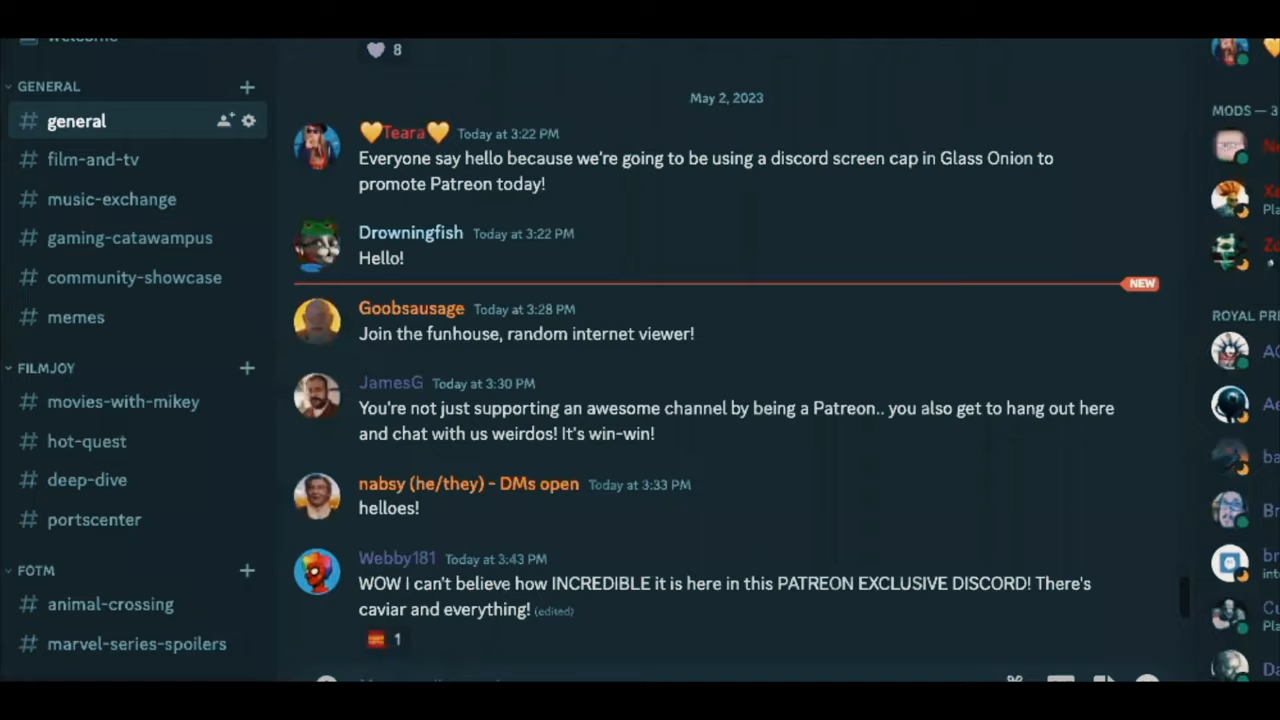 welcome
GENERAL
general
film-and-tv
music-exchange
gaming-catawampus
community-showcase
memes
FILMJOY
movies-with-mikey
hot-quest
deep-dive
portscenter
FOTM
animal-crossing
marvel-series-spoilers
8
May 2, 2023
Teara Today at 3:22 PM
Everyone say hello because we're going to be using a discord screen cap in Glass Onion to
promote Patreon today!
Drowningfish Today at 3:22 PM
Hello!
NEW
Goobsausage Today at 3:28 PM
Join the funhouse, random internet viewer!
JamesG Today at 3:30 PM
You're not just supporting an awesome channel by being a Patreon.. you also get to hang out here
and chat with us weirdos! It's win-win!
nabsy (he/they) - DMs open Today at 3:33 PM
helloes!
Webby181 Today at 3:43 PM
WOW I can't believe how INCREDIBLE it is here in this PATREON EXCLUSIVE DISCORD! There's
caviar and everything! (edited)
1
MODS — 3
ROYAL PRI